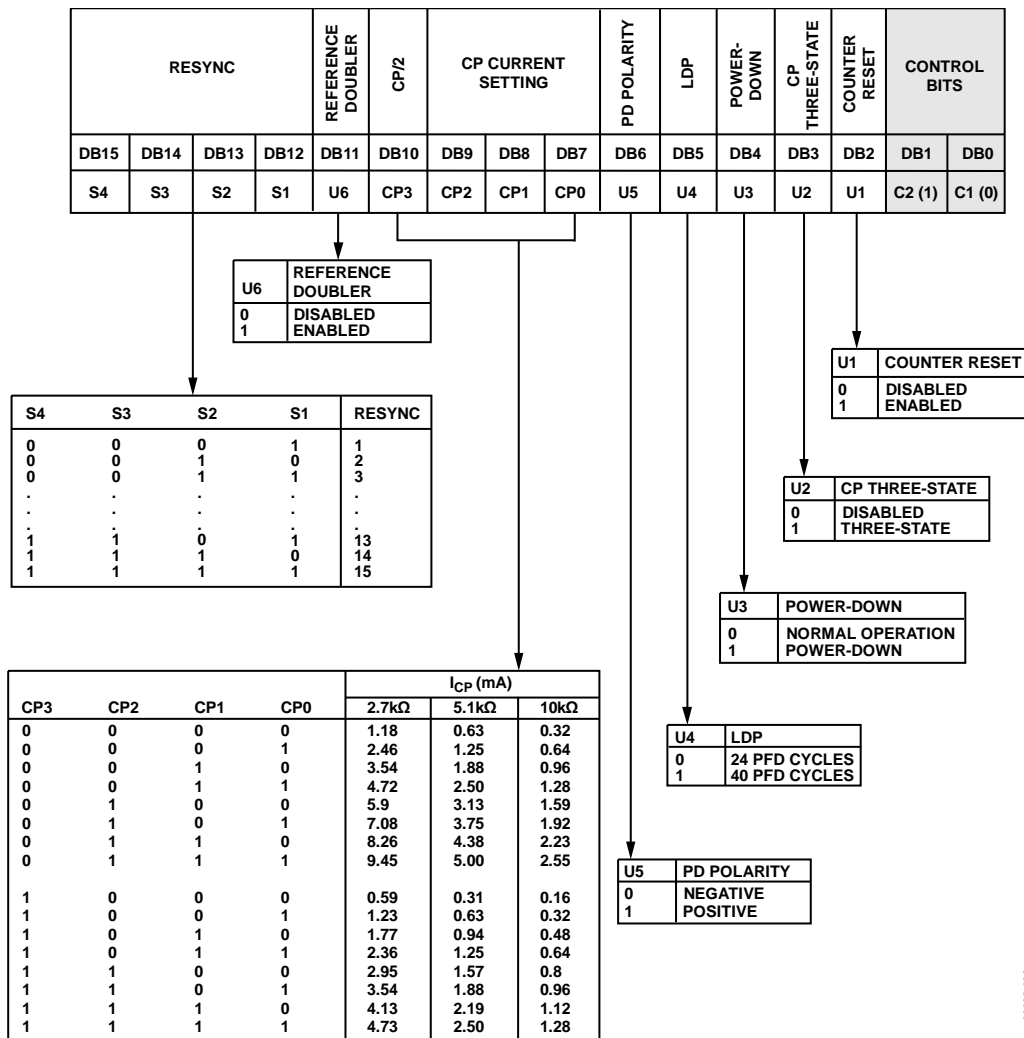 RESYNC
REFERENCE
DOUBLER
CP/2
CP CURRENT
SETTING
PD POLARITY
LDP
POWER-
DOWN
CP
THREE-STATE
COUNTER
RESET
CONTROL
BITS
DB15 DB14 DB13 DB12 DB11 DB10 DB9 DB8 DB7 DB6 DB5 DB4 DB3 DB2 DB1 DB0
S4 S3 S2 S1 U6 CP3 CP2 CP1 CP0 U5 U4 U3 U2 U1 C2 (1) C1 (0)
U6 REFERENCE
DOUBLER
0 DISABLED
1 ENABLED
U1 COUNTER RESET
0 DISABLED
1 ENABLED
S4 S3 S2 S1 RESYNC
0 0 0 1 1
0 0 1 0 2
0 0 1 1 3
. . . . .
. . . . .
. . . . .
1 1 0 1 13
1 1 1 0 14
1 1 1 1 15
U2 CP THREE-STATE
0 DISABLED
1 THREE-STATE
U3 POWER-DOWN
0 NORMAL OPERATION
1 POWER-DOWN
ICP (mA)
CP3 CP2 CP1 CP0 2.7kΩ 5.1kΩ 10kΩ
0 0 0 0 1.18 0.63 0.32
0 0 0 1 2.46 1.25 0.64
0 0 1 0 3.54 1.88 0.96
0 0 1 1 4.72 2.50 1.28
0 1 0 0 5.9 3.13 1.59
0 1 0 1 7.08 3.75 1.92
0 1 1 0 8.26 4.38 2.23
0 1 1 1 9.45 5.00 2.55
1 0 0 0 0.59 0.31 0.16
1 0 0 1 1.23 0.63 0.32
1 0 1 0 1.77 0.94 0.48
1 0 1 1 2.36 1.25 0.64
1 1 0 0 2.95 1.57 0.8
1 1 0 1 3.54 1.88 0.96
1 1 1 0 4.13 2.19 1.12
1 1 1 1 4.73 2.50 1.28
U4 LDP
0 24 PFD CYCLES
1 40 PFD CYCLES
U5 PD POLARITY
0 NEGATIVE
1 POSITIVE